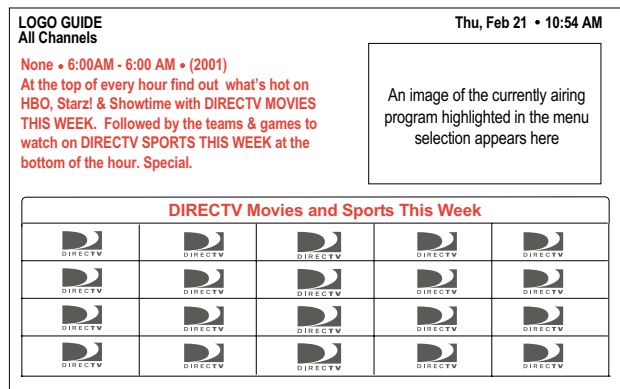 LOGO GUIDE
All Channels
Thu, Feb 21 • 10:54 AM
None • 6:00AM - 6:00 AM • (2001)
At the top of every hour find out what's hot on
HBO, Starz! & Showtime with DIRECTV MOVIES
THIS WEEK. Followed by the teams & games to
watch on DIRECTV SPORTS THIS WEEK at the
bottom of the hour. Special.
An image of the currently airing
program highlighted in the menu
selection appears here
DIRECTV Movies and Sports This Week
DIRECTV DIRECTV DIRECTV DIRECTV DIRECTV
DIRECTV DIRECTV DIRECTV DIRECTV DIRECTV
DIRECTV DIRECTV DIRECTV DIRECTV DIRECTV
DIRECTV DIRECTV DIRECTV DIRECTV DIRECTV